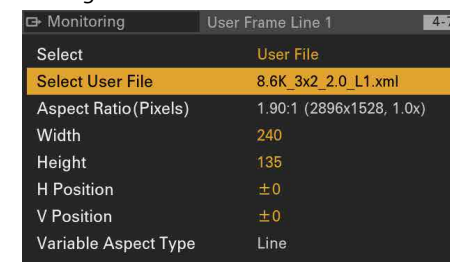 Monitoring User Frame Line 1 4-7
Select User File
Select User File 8.6K_3x2_2.0_L1.xml
Aspect Ratio(Pixels) 1.90:1 (2896x1528, 1.0x)
Width 240
Height 135
H Position ±0
V Position ±0
Variable Aspect Type Line